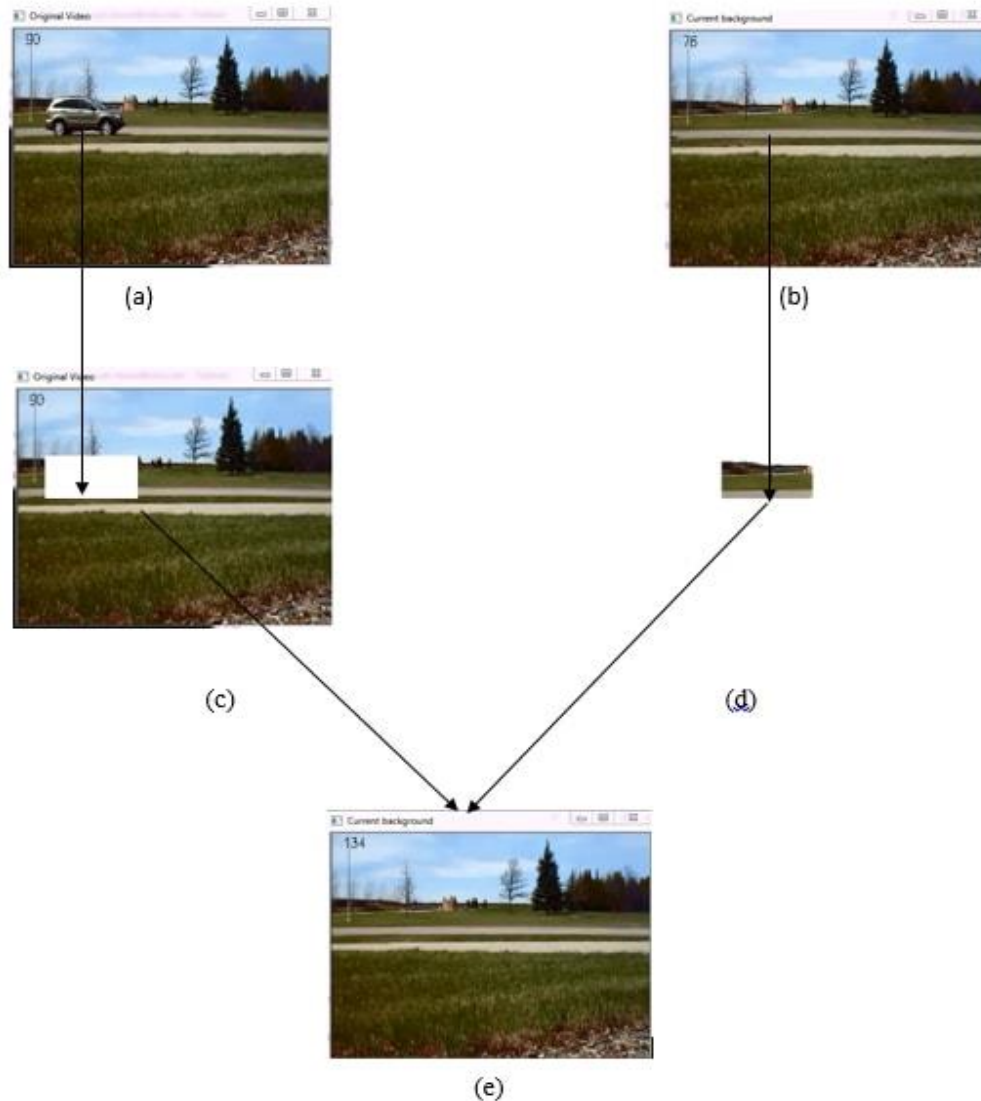 Original Video
90
Current background
76
(a)
(b)
Original Video
90
(c)
(d)
Current background
134
(e)